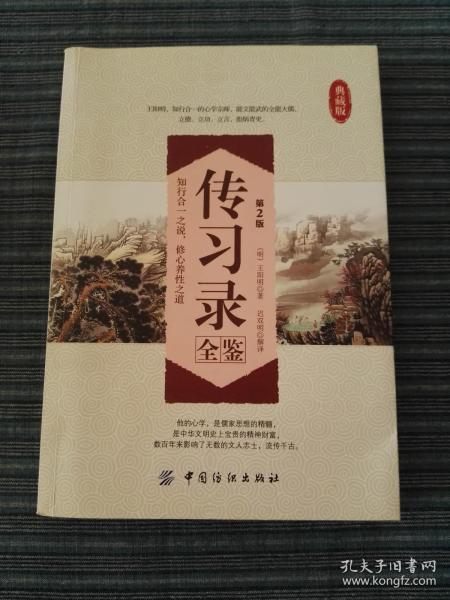 王阳明，知行合一的心学宗师，能文能武的全能大儒，
立德、立功、立言，彪炳青史。
典藏版
传习录
全鉴
第2版
（明）王阳明◎著
迟双明◎解译
知行合一之说，修心养性之道
他的心学，是儒家思想的精髓，
是中华文明史上宝贵的精神财富，
数百年来影响了无数的文人志士，流传千古。
中国纺织出版社
孔夫子旧书网
www.kongfz.com